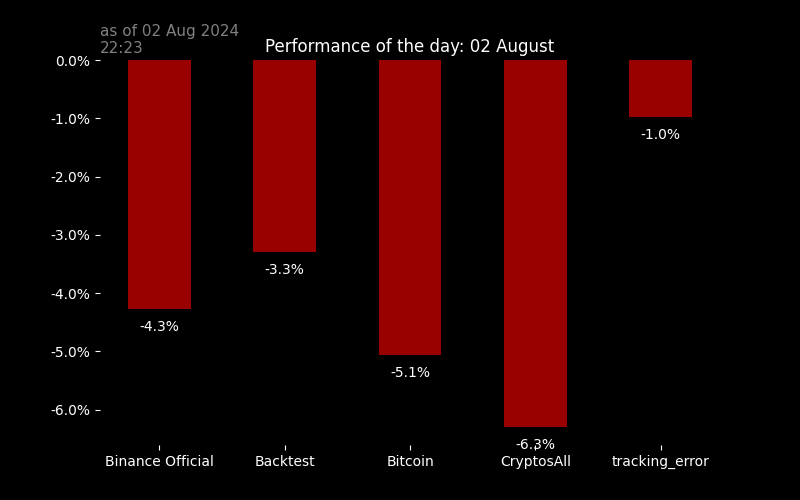 as of 02 Aug 2024
22:23
Performance of the day: 02 August
0.0%
-1.0%
-2.0%
-3.0%
-4.0%
-5.0%
-6.0%
-4.3%
-3.3%
-5.1%
-6.3%
-1.0%
Binance Official
Backtest
Bitcoin
CryptosAll
tracking_error